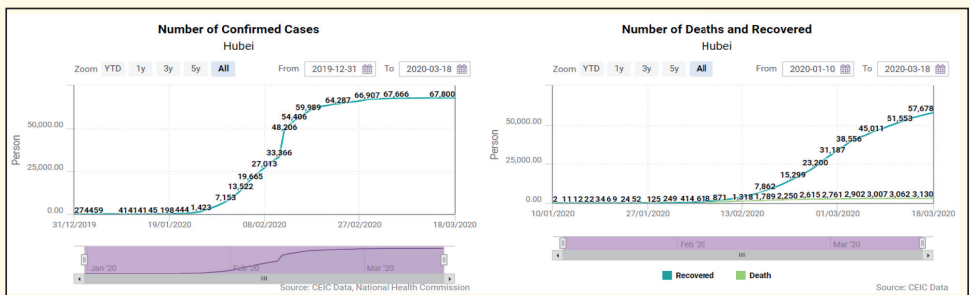 Number of Confirmed Cases
Hubei
Zoom YTD 1y 3y 5y All From 2019-12-31 To 2020-03-18
Person
50,000.00
25,000.00
0.00
274459 414141 45 198 444 1,423 7,153 13,522 19,665 27,013 33,366 48,206 54,406 59,989 64,287 66,907 67,666 67,800
31/12/2019 19/01/2020 08/02/2020 27/02/2020 18/03/2020
Jan '20 Feb '20 Mar '20
Source: CEIC Data, National Health Commission
Number of Deaths and Recovered
Hubei
Zoom YTD 1y 3y 5y All From 2020-01-10 To 2020-03-18
Person
50,000.00
25,000.00
0.00
7,862 15,299 23,200 31,187 38,556 45,011 51,553 57,678
2 1112 2234 69 24 52 125 249 414 618 871 1,318 1,789 2,250 2,615 2,761 2,902 3,007 3,062 3,130
10/01/2020 27/01/2020 13/02/2020 01/03/2020 18/03/2020
Feb '20 Mar '20
Recovered Death
Source: CEIC Data